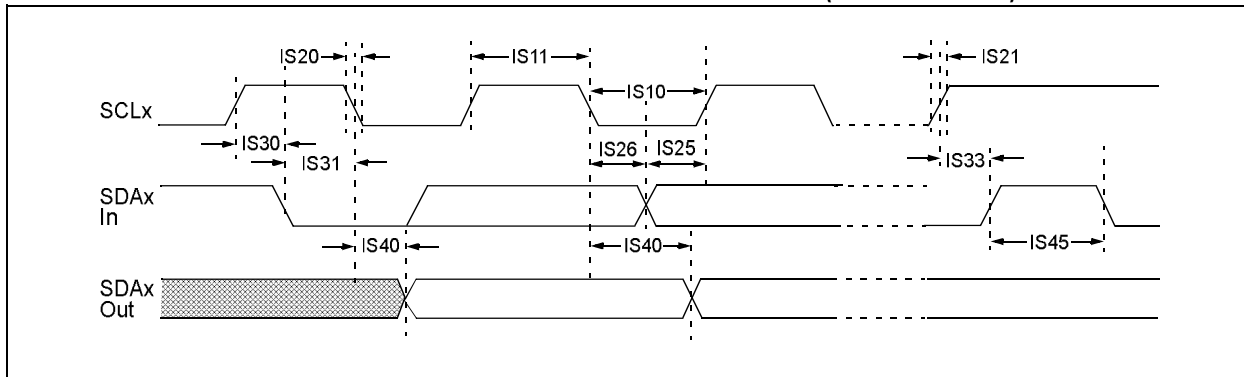 IS20
IS11
IS21
IS10
SCLx
IS30
IS31
IS26
IS25
IS33
SDAx
In
IS40
IS40
IS45
SDAx
Out